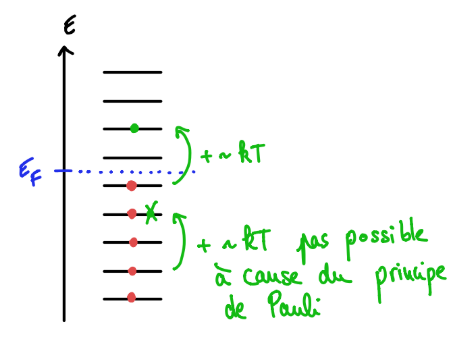 ε
+ ~ kT
E_F
+ ~ kT pas possible
à cause du principe
de Pauli